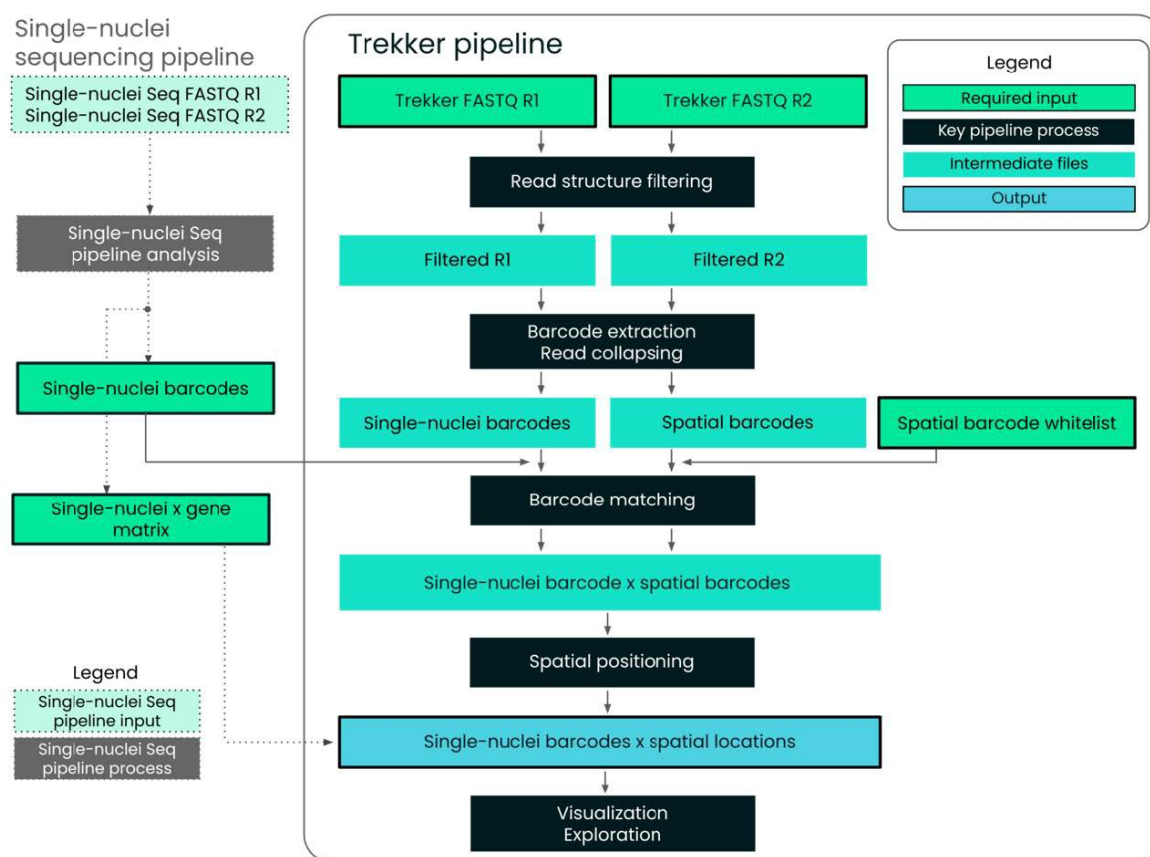 Single-nuclei
sequencing pipeline
Single-nuclei Seq FASTQ R1
Single-nuclei Seq FASTQ R2
Single-nuclei Seq
pipeline analysis
Single-nuclei barcodes
Single-nuclei x gene
matrix
Legend
Single-nuclei Seq
pipeline input
Single-nuclei Seq
pipeline process
Trekker pipeline
Trekker FASTQ R1
Trekker FASTQ R2
Read structure filtering
Filtered R1
Filtered R2
Barcode extraction
Read collapsing
Single-nuclei barcodes
Spatial barcodes
Spatial barcode whitelist
Barcode matching
Single-nuclei barcode x spatial barcodes
Spatial positioning
Single-nuclei barcodes x spatial locations
Visualization
Exploration
Legend
Required input
Key pipeline process
Intermediate files
Output